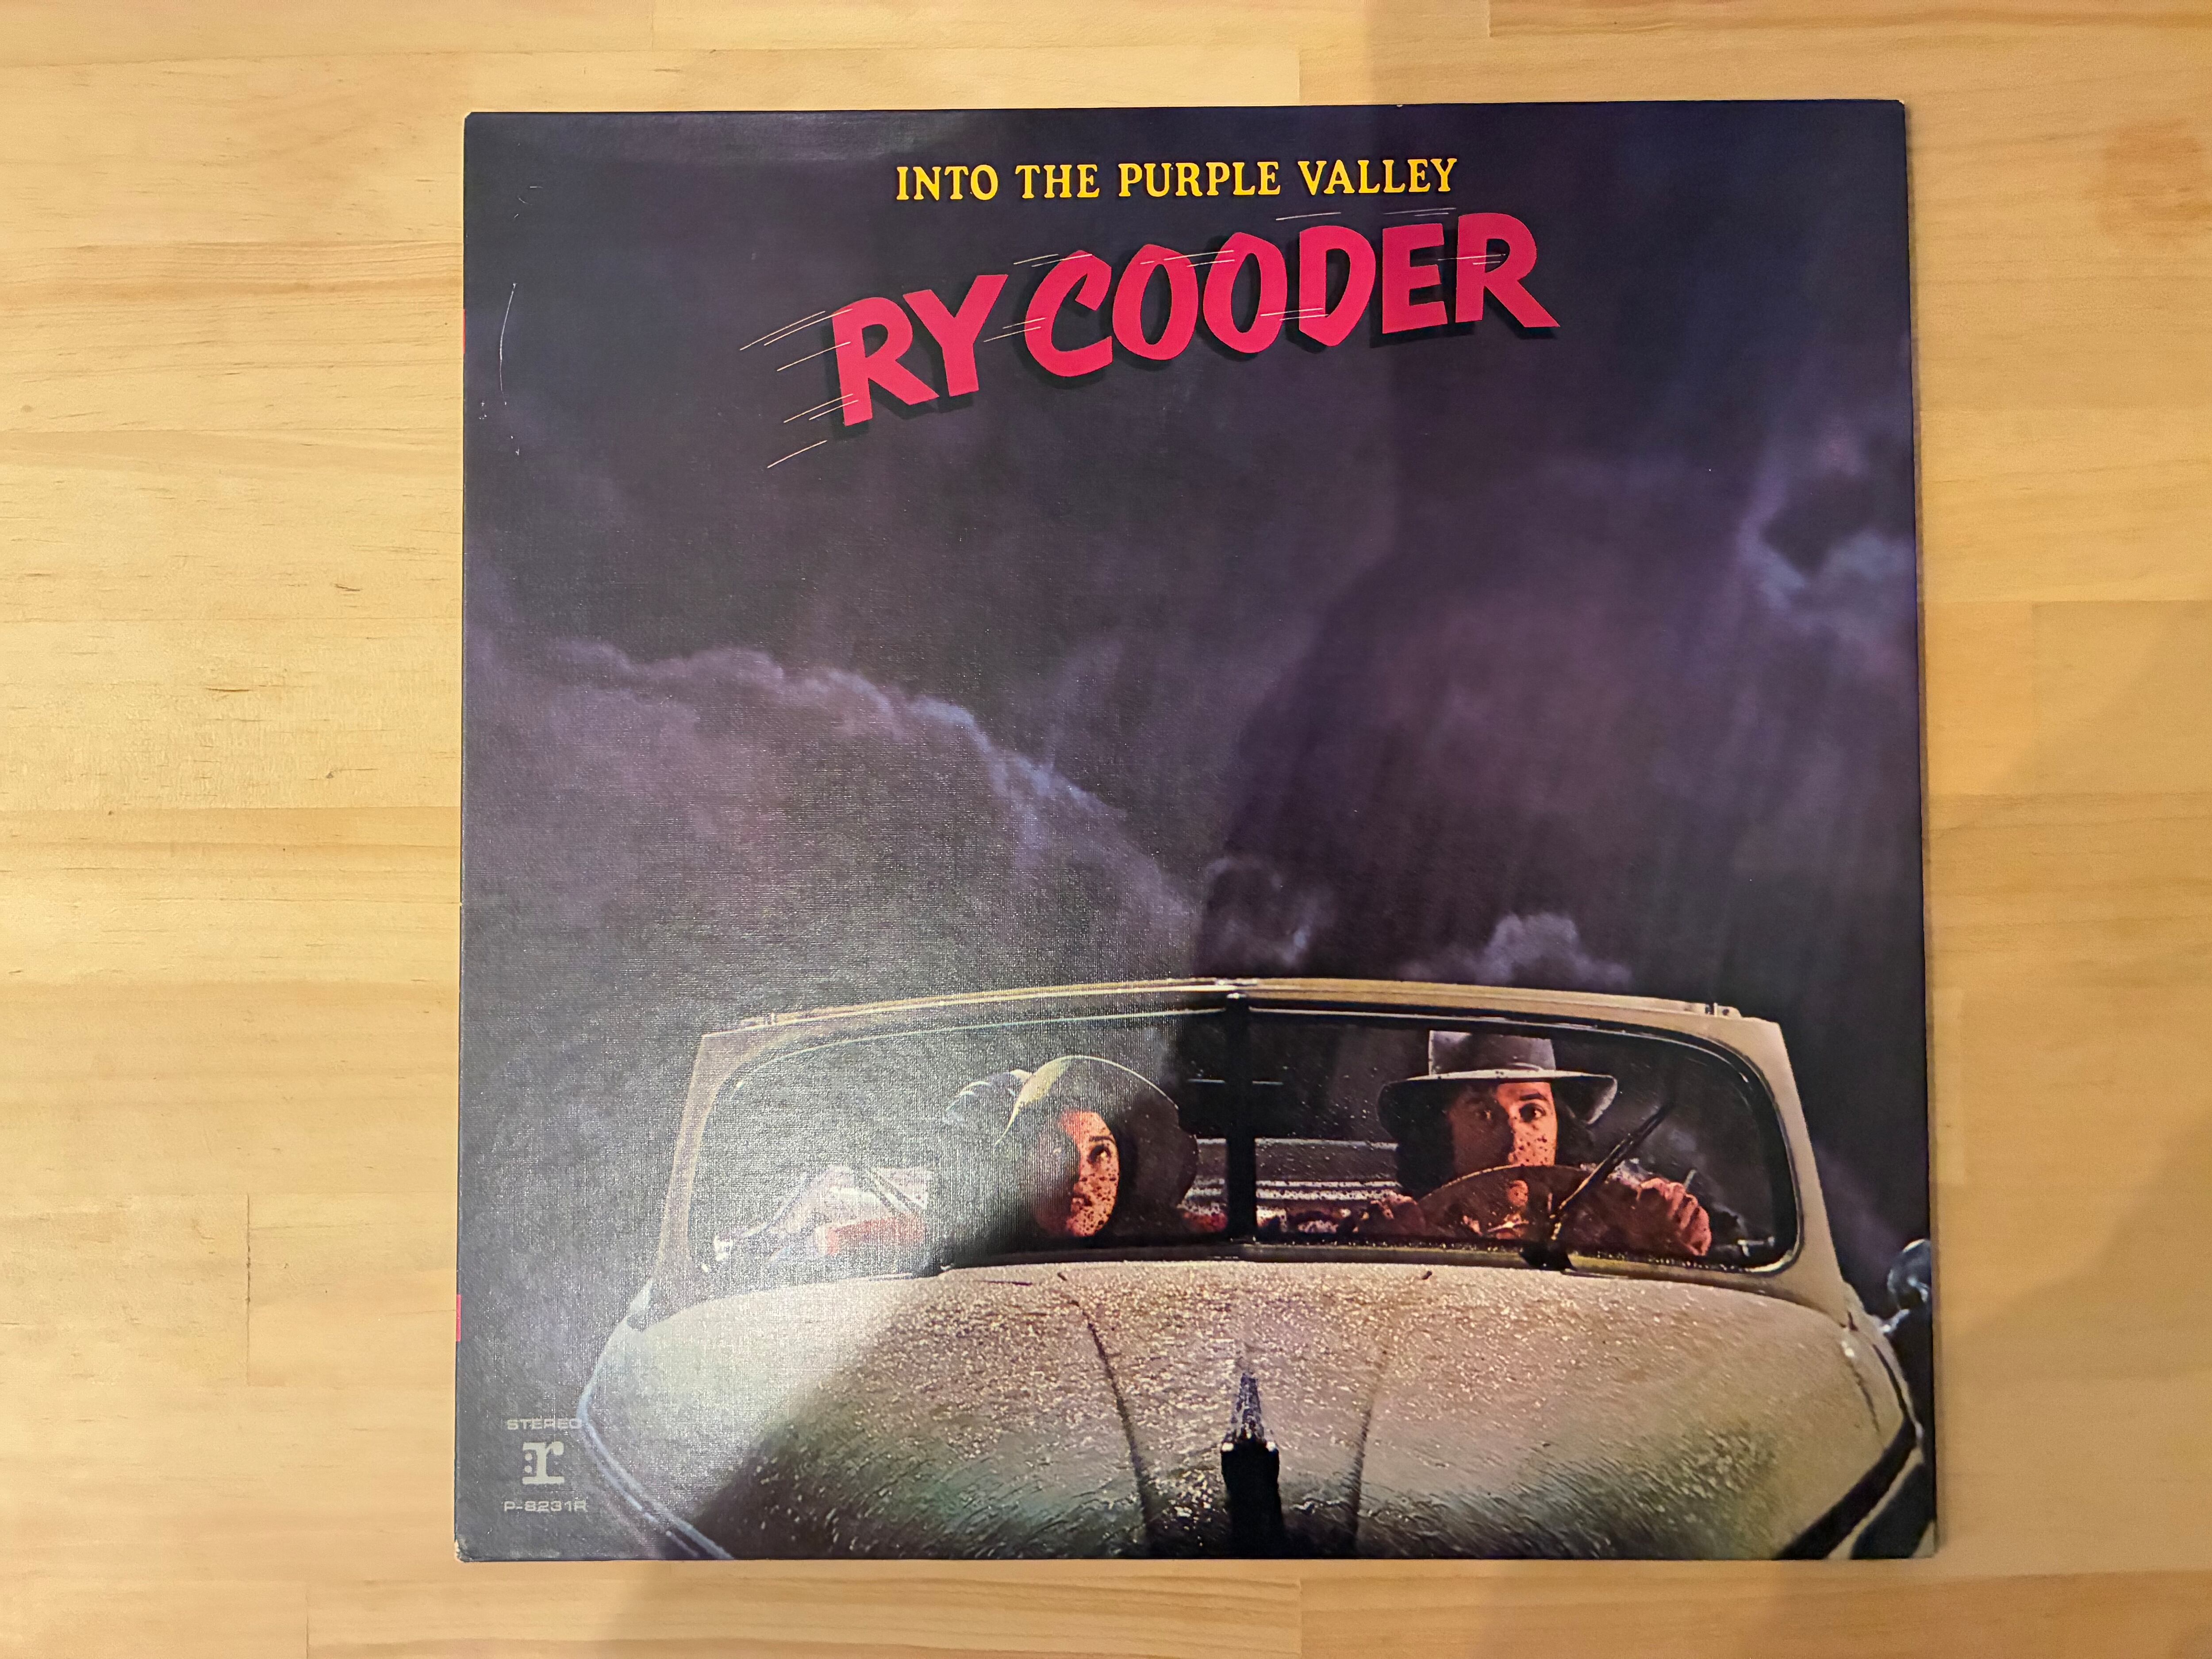 INTO THE PURPLE VALLEY
RY COODER
STEREO
:r
P-8231R